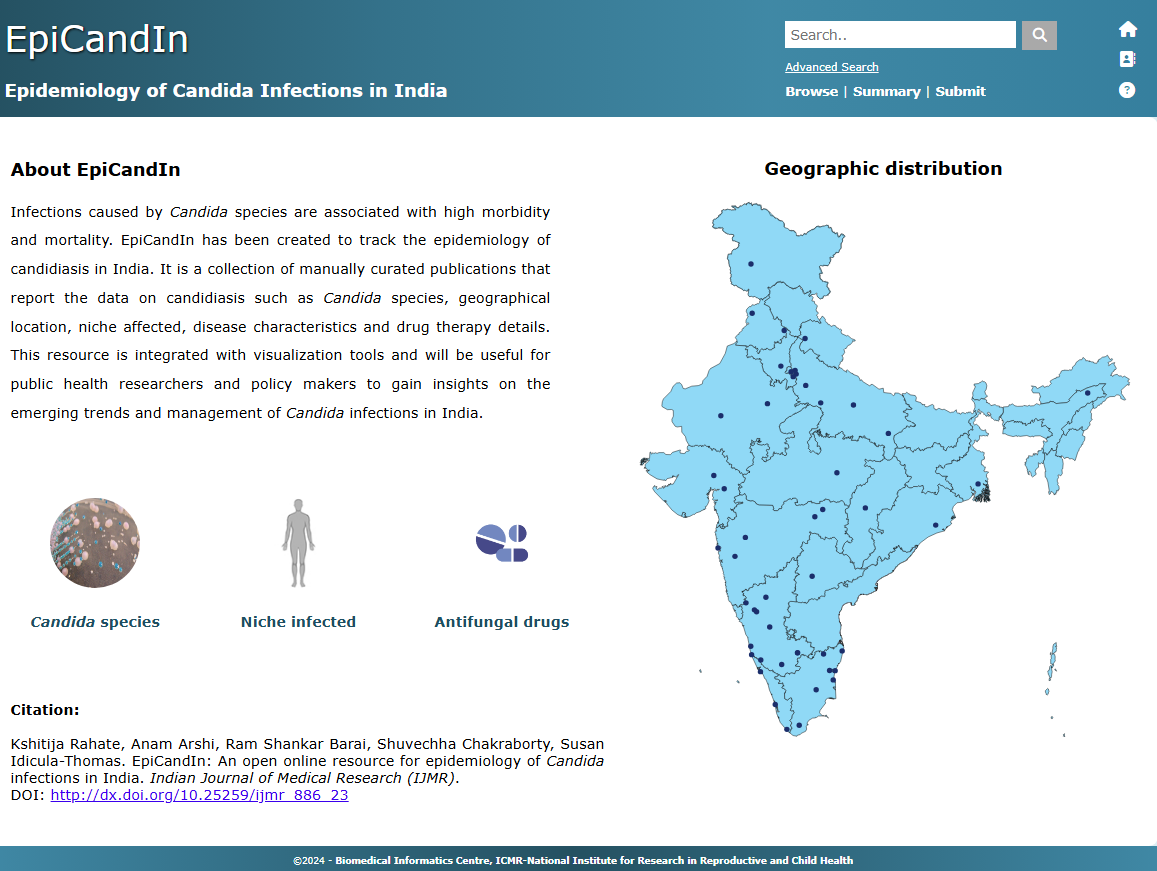 EpiCandIn
Epidemiology of Candida Infections in India
Search..
Advanced Search
Browse | Summary | Submit
About EpiCandIn
Infections caused by Candida species are associated with high morbidity
and mortality. EpiCandIn has been created to track the epidemiology of
candidiasis in India. It is a collection of manually curated publications that
report the data on candidiasis such as Candida species, geographical
location, niche affected, disease characteristics and drug therapy details.
This resource is integrated with visualization tools and will be useful for
public health researchers and policy makers to gain insights on the
emerging trends and management of Candida infections in India.
Geographic distribution
Candida species
Niche infected
Antifungal drugs
Citation:
Kshitija Rahate, Anam Arshi, Ram Shankar Barai, Shuvechha Chakraborty, Susan
Idicula-Thomas. EpiCandIn: An open online resource for epidemiology of Candida
infections in India. Indian Journal of Medical Research (IJMR).
DOI: http://dx.doi.org/10.25259/ijmr_886_23
©2024 - Biomedical Informatics Centre, ICMR-National Institute for Research in Reproductive and Child Health